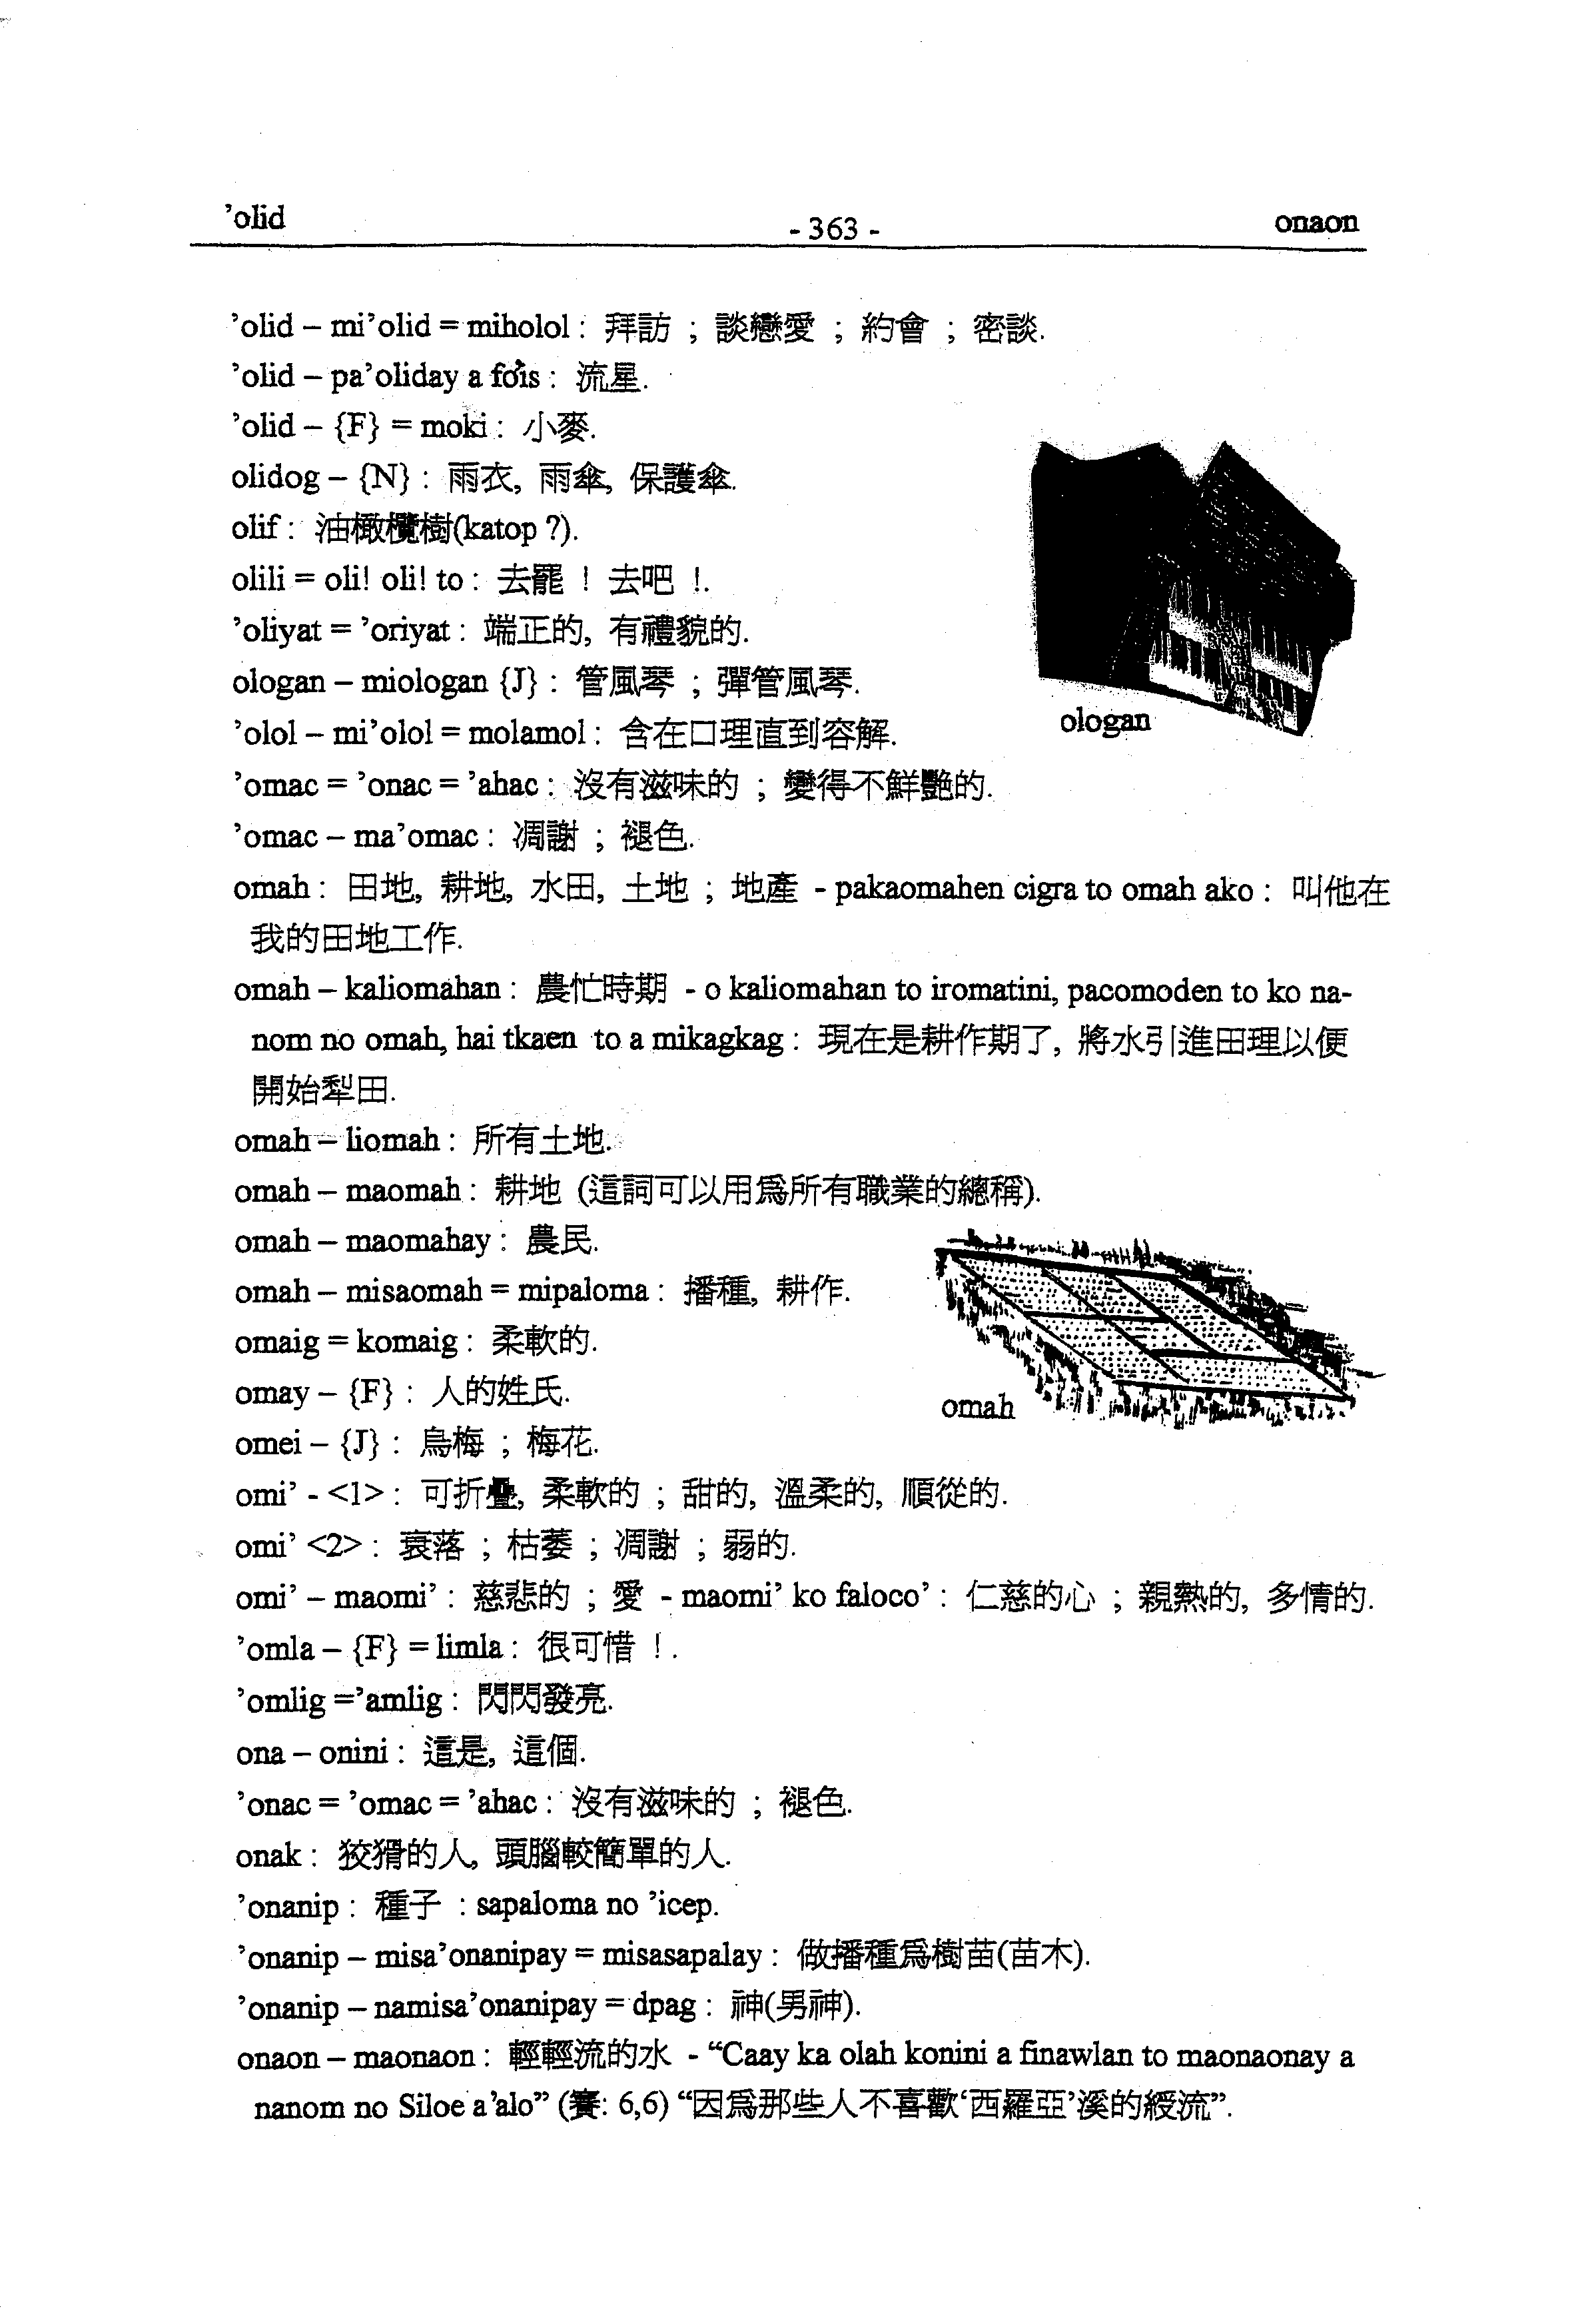 ’olid
- 363 -
onaon
’olid – mi’olid = miholol : 拜訪 ; 談戀愛 ; 約會 ; 密談.
’olid – pa’oliday a fo̓is : 流星.
’olid – {F} = moki : 小麥.
olidog – {N} : 雨衣, 雨傘, 保護傘.
olif : 油橄欖樹(katop ?).
olili = oli! oli! to : 去罷 ! 去吧 !.
’oliyat = ’oriyat : 端正的, 有禮貌的.
ologan – miologan {J} : 管風琴 ; 彈管風琴.
ologan
’olol – mi’olol = molamol : 含在口理直到容解.
’omac = ’onac = ’ahac : 沒有滋味的 ; 變得不鮮艷的.
’omac – ma’omac : 凋謝 ; 褪色.
omah : 田地, 耕地, 水田, 土地 ; 地產 - pakaomahen cigra to omah ako : 叫他在
我的田地工作.
omah – kaliomahan : 農忙時期 - o kaliomahan to iromatini, pacomoden to ko na-
nom no omah, hai tkaen to a mikagkag : 現在是耕作期了, 將水引進田理以便
開始犁田.
omah – liomah : 所有土地.
omah – maomah : 耕地 (這詞可以用爲所有職業的總稱).
omah – maomahay : 農民.
omah – misaomah = mipaloma : 播種, 耕作.
omaig = komaig : 柔軟的.
omay – {F} : 人的姓氏.
omah
omei – {J} : 烏梅 ; 梅花.
omi’ - <1> : 可折疊, 柔軟的 ; 甜的, 溫柔的, 順從的.
omi’ <2> : 衰落 ; 枯萎 ; 凋謝 ; 弱的.
omi’ – maomi’ : 慈悲的 ; 愛 - maomi’ ko faloco’ : 仁慈的心 ; 親熱的, 多情的.
’omla – {F} = limla : 很可惜 ! .
’omlig =’amlig : 閃閃發亮.
ona – onini : 這是, 這個.
’onac = ’omac = ’ahac : 沒有滋味的 ; 褪色.
onak : 狡猾的人, 頭腦較簡單的人.
’onanip : 種子 : sapaloma no ’icep.
’onanip – misa’onanipay = misasapalay : 做播種爲樹苗(苗木).
’onanip – namisa’onanipay = dpag : 神(男神).
onaon – maonaon : 輕輕流的水 - “Caay ka olah konini a finawlan to maonaonay a
nanom no Siloe a ’alo” (賽: 6,6) “因爲那些人不喜歡‘西羅亞’溪的緩流”.